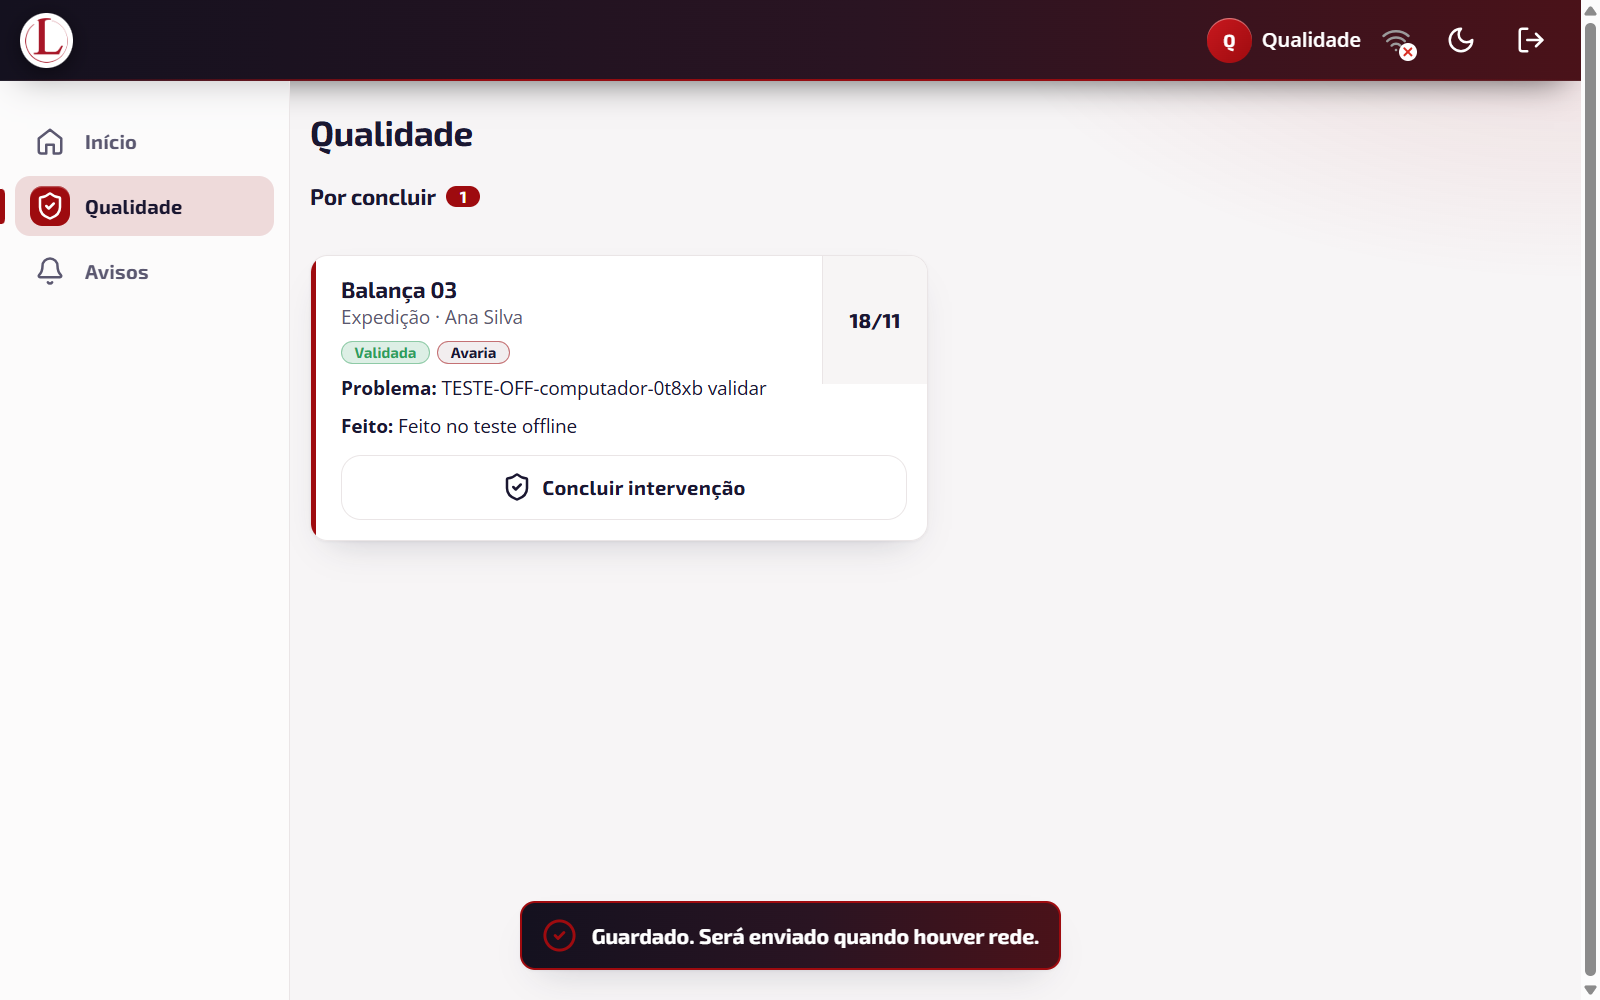 L
Q
Qualidade
Início
Qualidade
Avisos
Qualidade
Por concluir 1
Balança 03
Expedição · Ana Silva
Validada Avaria
18/11
Problema: TESTE-OFF-computador-0t8xb validar
Feito: Feito no teste offline
Concluir intervenção
Guardado. Será enviado quando houver rede.